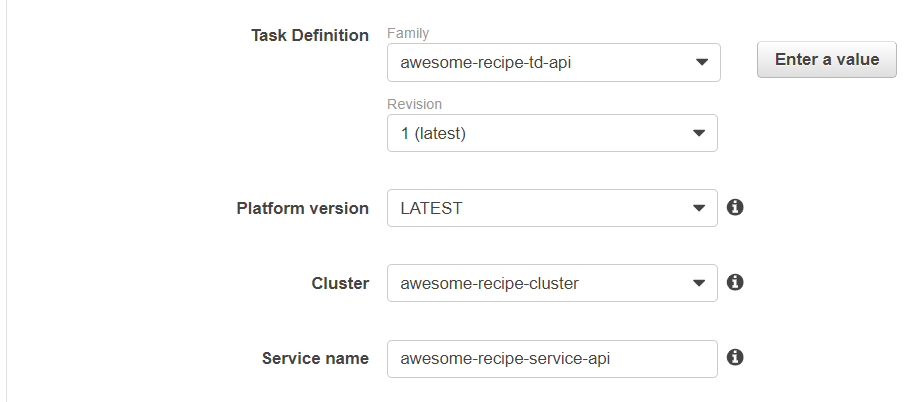 Task Definition
Family
awesome-recipe-td-api
Enter a value
Revision
1 (latest)
Platform version
LATEST
Cluster
awesome-recipe-cluster
Service name
awesome-recipe-service-api